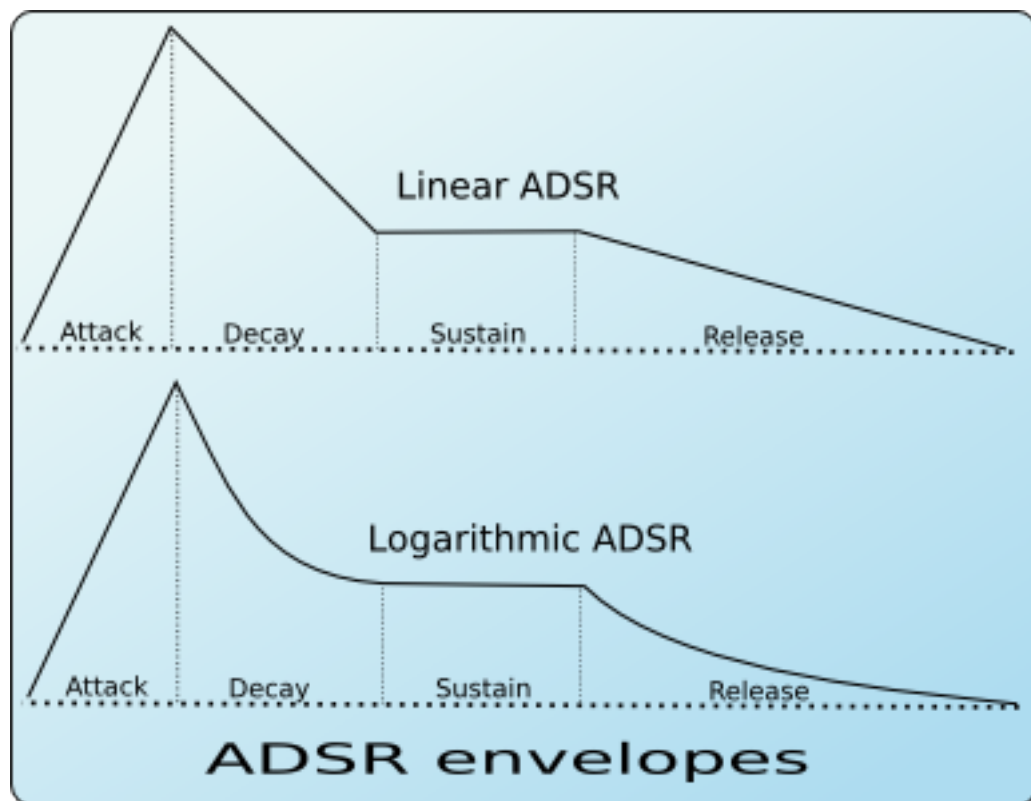 Linear ADSR
Attack Decay Sustain Release
Logarithmic ADSR
Attack Decay Sustain Release
ADSR envelopes